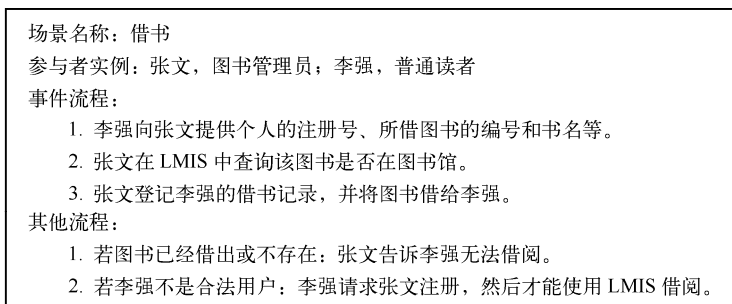 场景名称：借书
参与者实例：张文，图书管理员；李强，普通读者
事件流程：
1. 李强向张文提供个人的注册号、所借图书的编号和书名等。
2. 张文在 LMIS 中查询该图书是否在图书馆。
3. 张文登记李强的借书记录，并将图书借给李强。
其他流程：
1. 若图书已经借出或不存在：张文告诉李强无法借阅。
2. 若李强不是合法用户：李强请求张文注册，然后才能使用 LMIS 借阅。